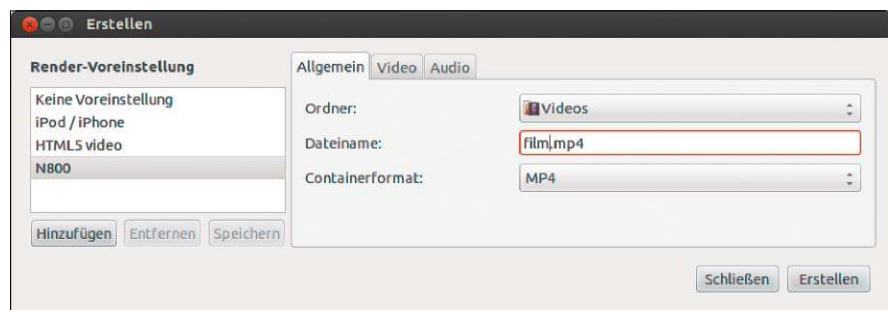 Erstellen
Render-Voreinstellung
Keine Voreinstellung
iPod / iPhone
HTML5 video
N800
Hinzufügen Entfernen Speichern
Allgemein Video Audio
Ordner: Videos
Dateiname: film.mp4
Containerformat: MP4
Schließen Erstellen